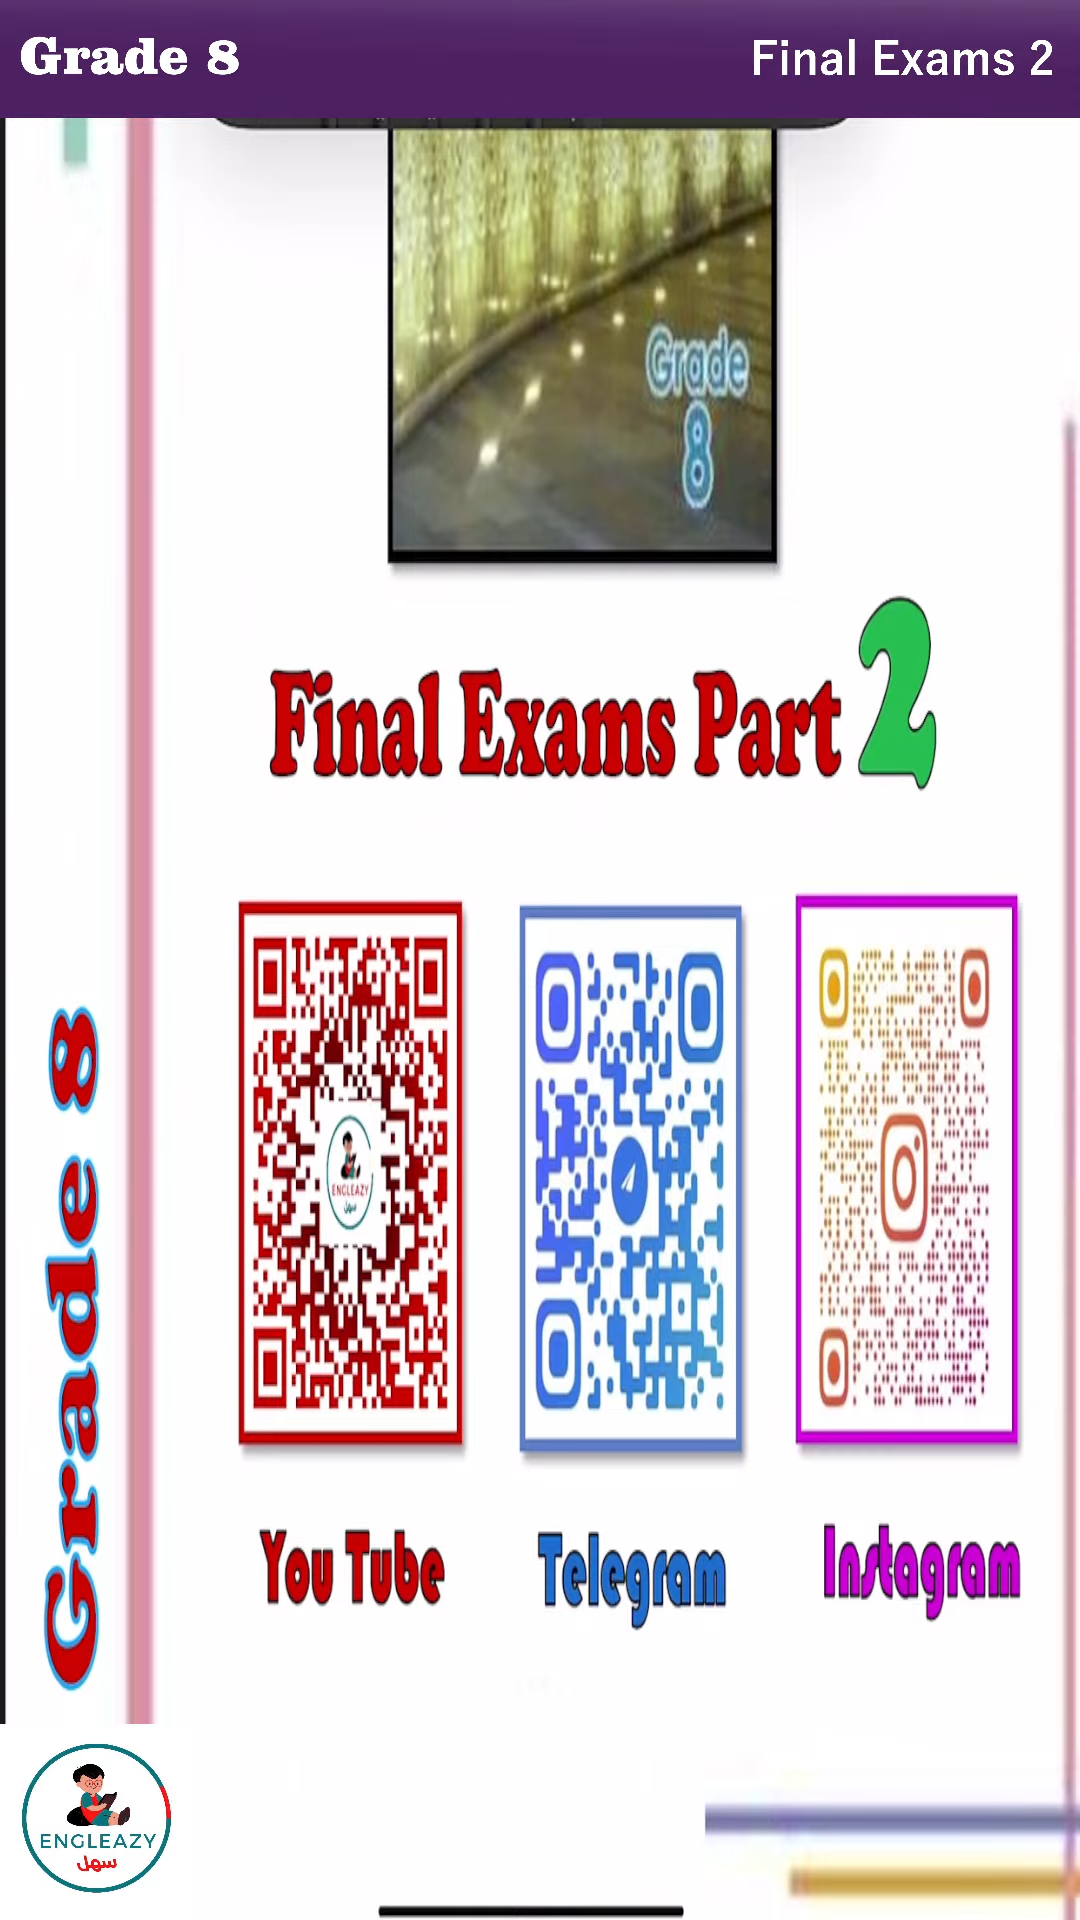 Grade 8
Final Exams 2
Grade
8
Final Exams Part 2
ENGLEAZY
سهل
You Tube
Telegram
Instagram
Grade 8
ENGLEAZY
سهل